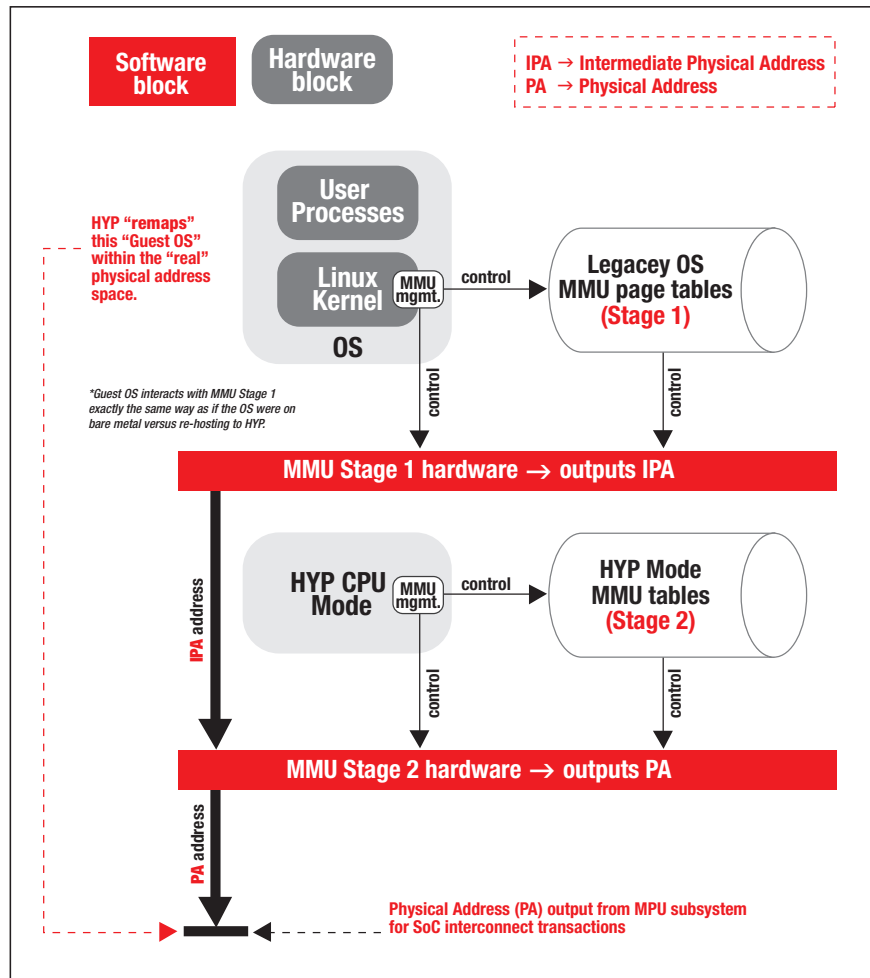 Software
block
Hardware
block
IPA → Intermediate Physical Address
PA → Physical Address
User
Processes
HYP “remaps”
this “Guest OS”
within the “real”
physical address
space.
Linux
Kernel
MMU
mgmt.
control
Legacey OS
MMU page tables
(Stage 1)
OS
*Guest OS interacts with MMU Stage 1
exactly the same way as if the OS were on
bare metal versus re-hosting to HYP.
control
control
MMU Stage 1 hardware → outputs IPA
HYP CPU
Mode
MMU
mgmt.
control
HYP Mode
MMU tables
(Stage 2)
IPA address
control
control
MMU Stage 2 hardware → outputs PA
PA address
Physical Address (PA) output from MPU subsystem
for SoC interconnect transactions